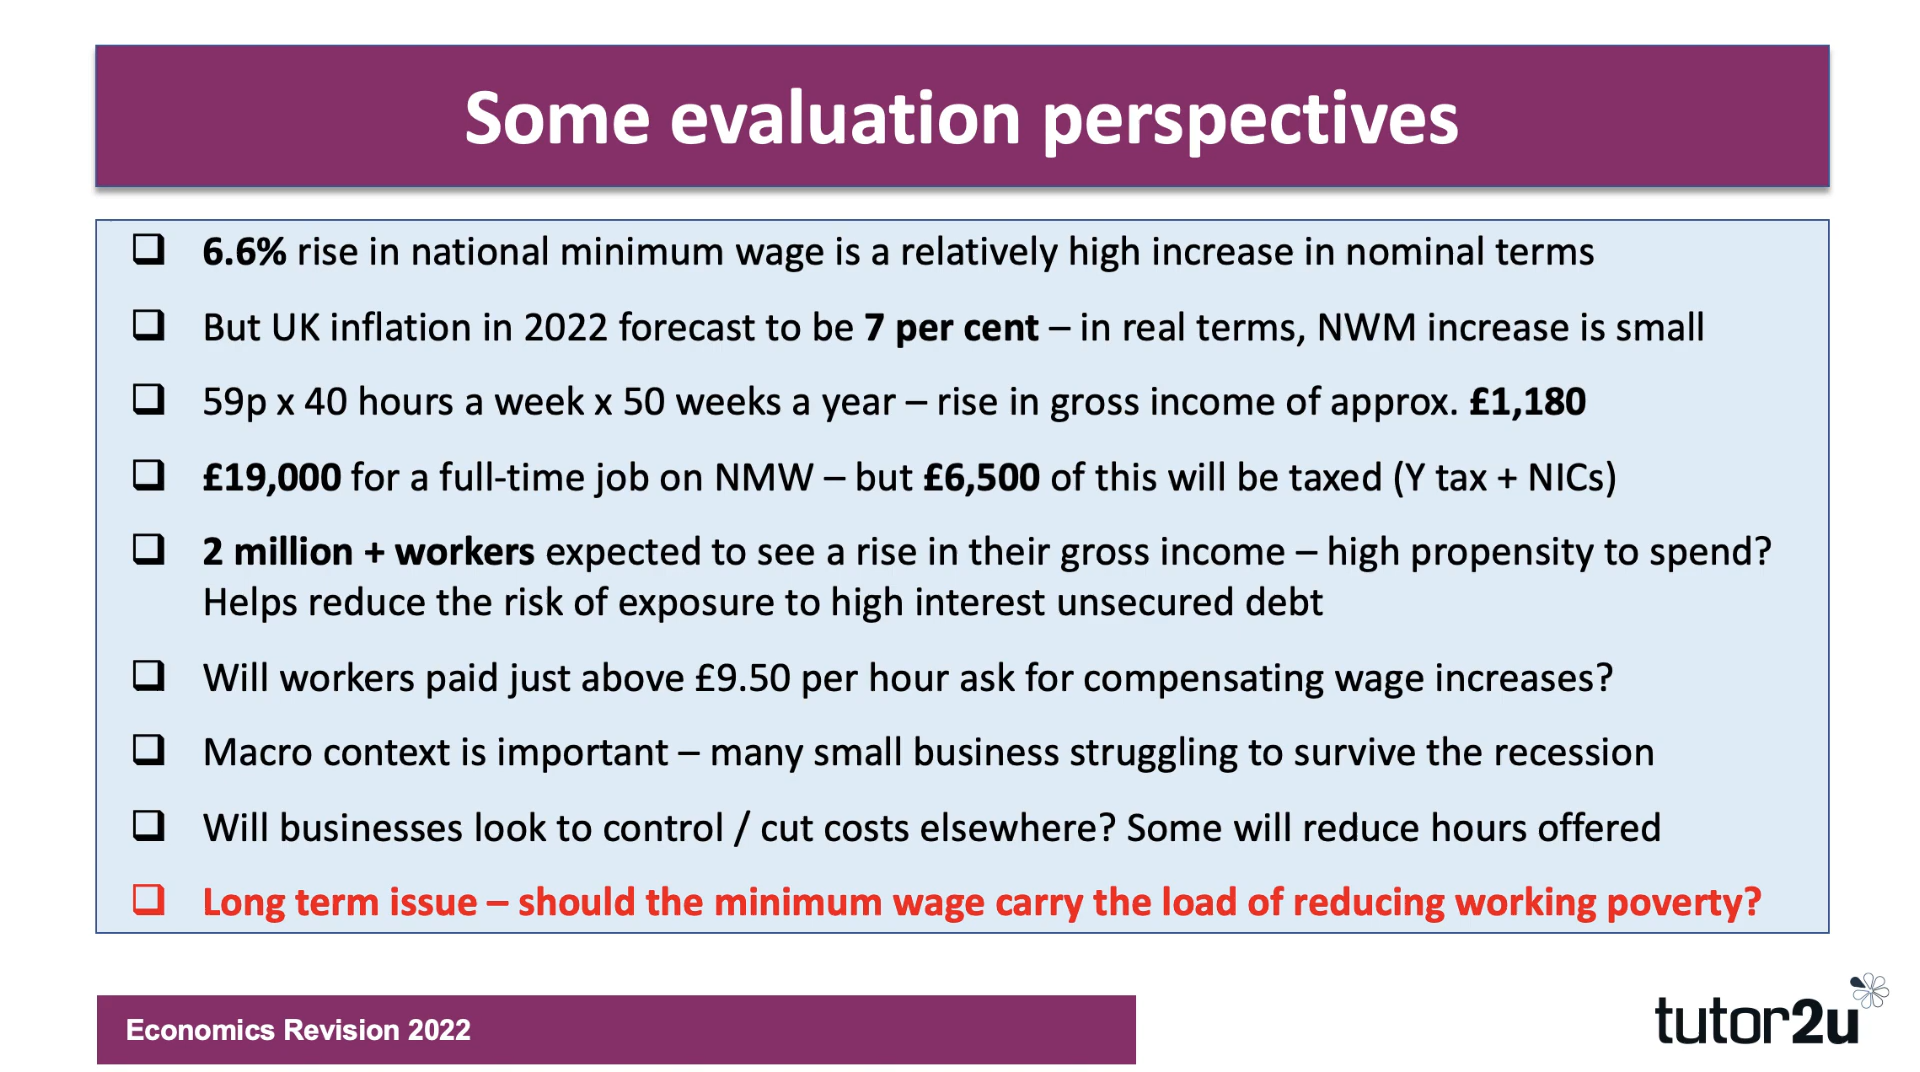 Some evaluation perspectives
6.6% rise in national minimum wage is a relatively high increase in nominal terms
But UK inflation in 2022 forecast to be 7 per cent – in real terms, NWM increase is small
59p x 40 hours a week x 50 weeks a year – rise in gross income of approx. £1,180
£19,000 for a full-time job on NMW – but £6,500 of this will be taxed (Y tax + NICs)
2 million + workers expected to see a rise in their gross income – high propensity to spend?
Helps reduce the risk of exposure to high interest unsecured debt
Will workers paid just above £9.50 per hour ask for compensating wage increases?
Macro context is important – many small business struggling to survive the recession
Will businesses look to control / cut costs elsewhere? Some will reduce hours offered
Long term issue – should the minimum wage carry the load of reducing working poverty?
Economics Revision 2022
tutor2u